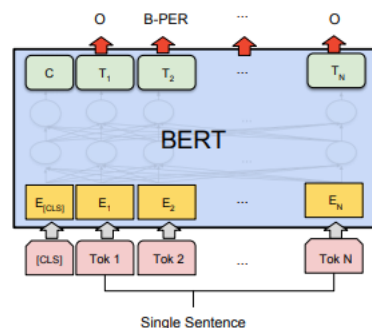 O B-PER ... O
C T1 T2 ... TN
...
BERT
...
E[CLS] E1 E2 ... EN
[CLS] Tok 1 Tok 2 ... Tok N
Single Sentence